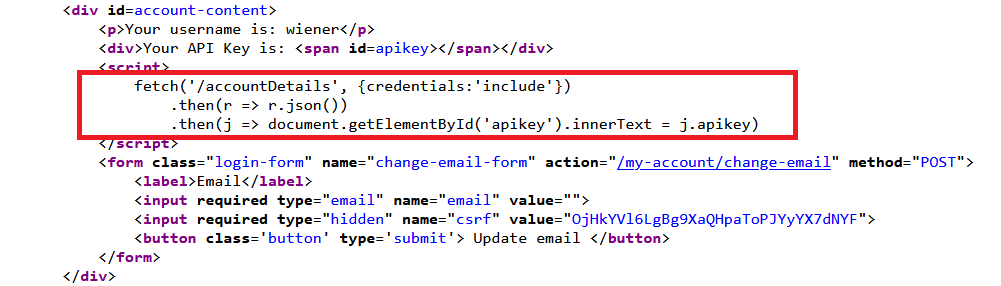 <div id=account-content>
<p>Your username is: wiener</p>
<div>Your API Key is: <span id=apikey></span></div>
<script>
fetch('/accountDetails', {credentials:'include'})
.then(r => r.json())
.then(j => document.getElementById('apikey').innerText = j.apikey)
</script>
<form class="login-form" name="change-email-form" action="/my-account/change-email" method="POST">
<label>Email</label>
<input required type="email" name="email" value="">
<input required type="hidden" name="csrf" value="OjHkYVl6LgBg9XaQHpaToPJYyYX7dNYF">
<button class='button' type='submit'> Update email </button>
</form>
</div>